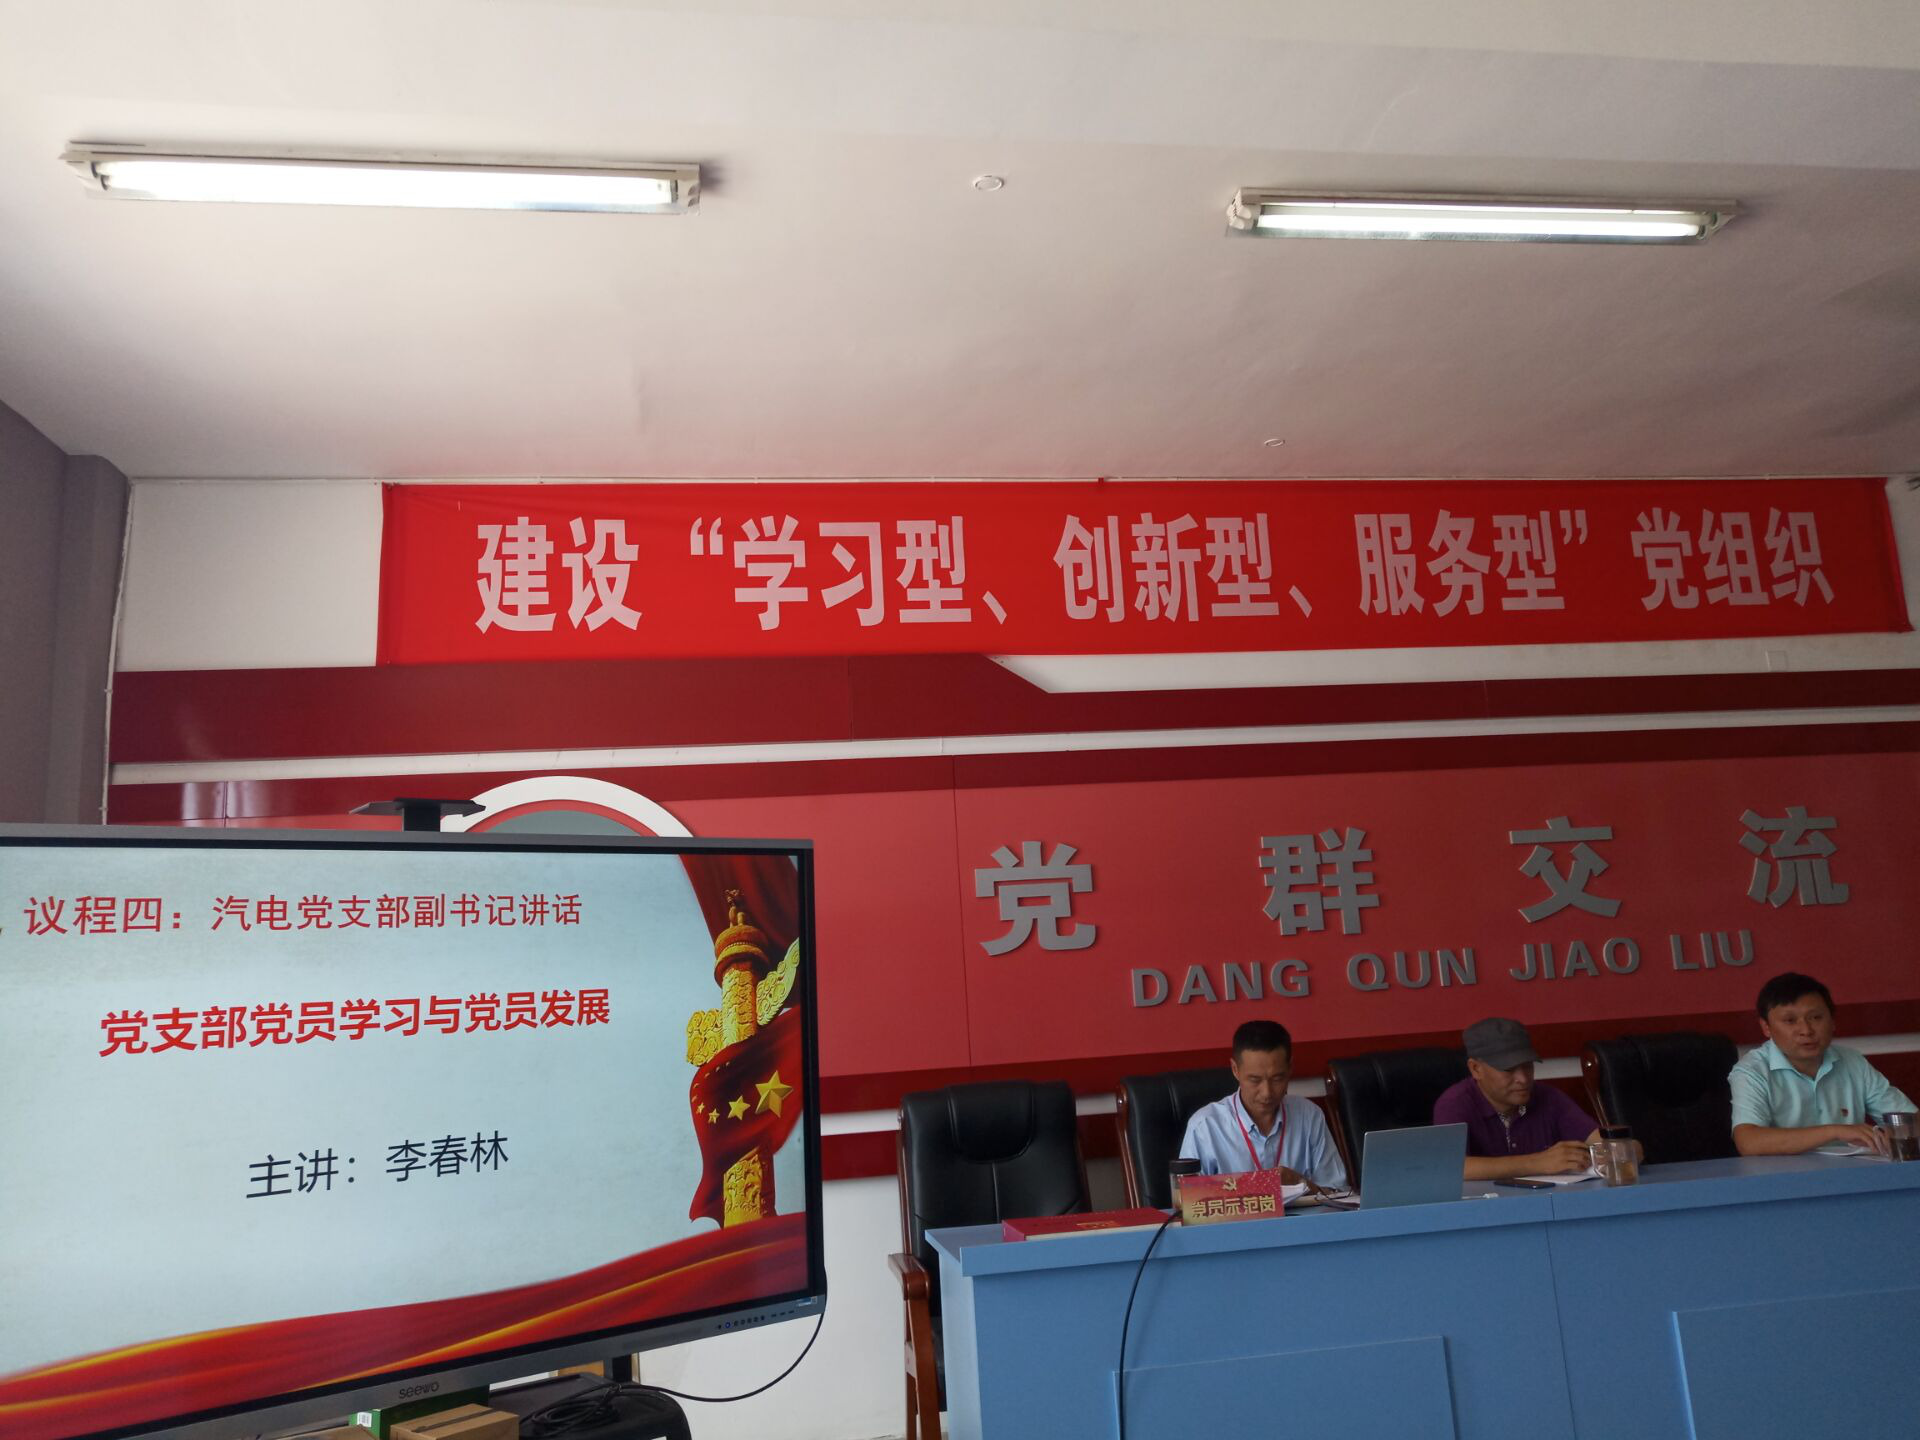 建设“学习型、创新型、服务型”党组织
党群交流
DANG QUN JIAO LIU
议程四：汽电党支部副书记讲话
党支部党员学习与党员发展
主讲：李春林
seewo
党员示范岗